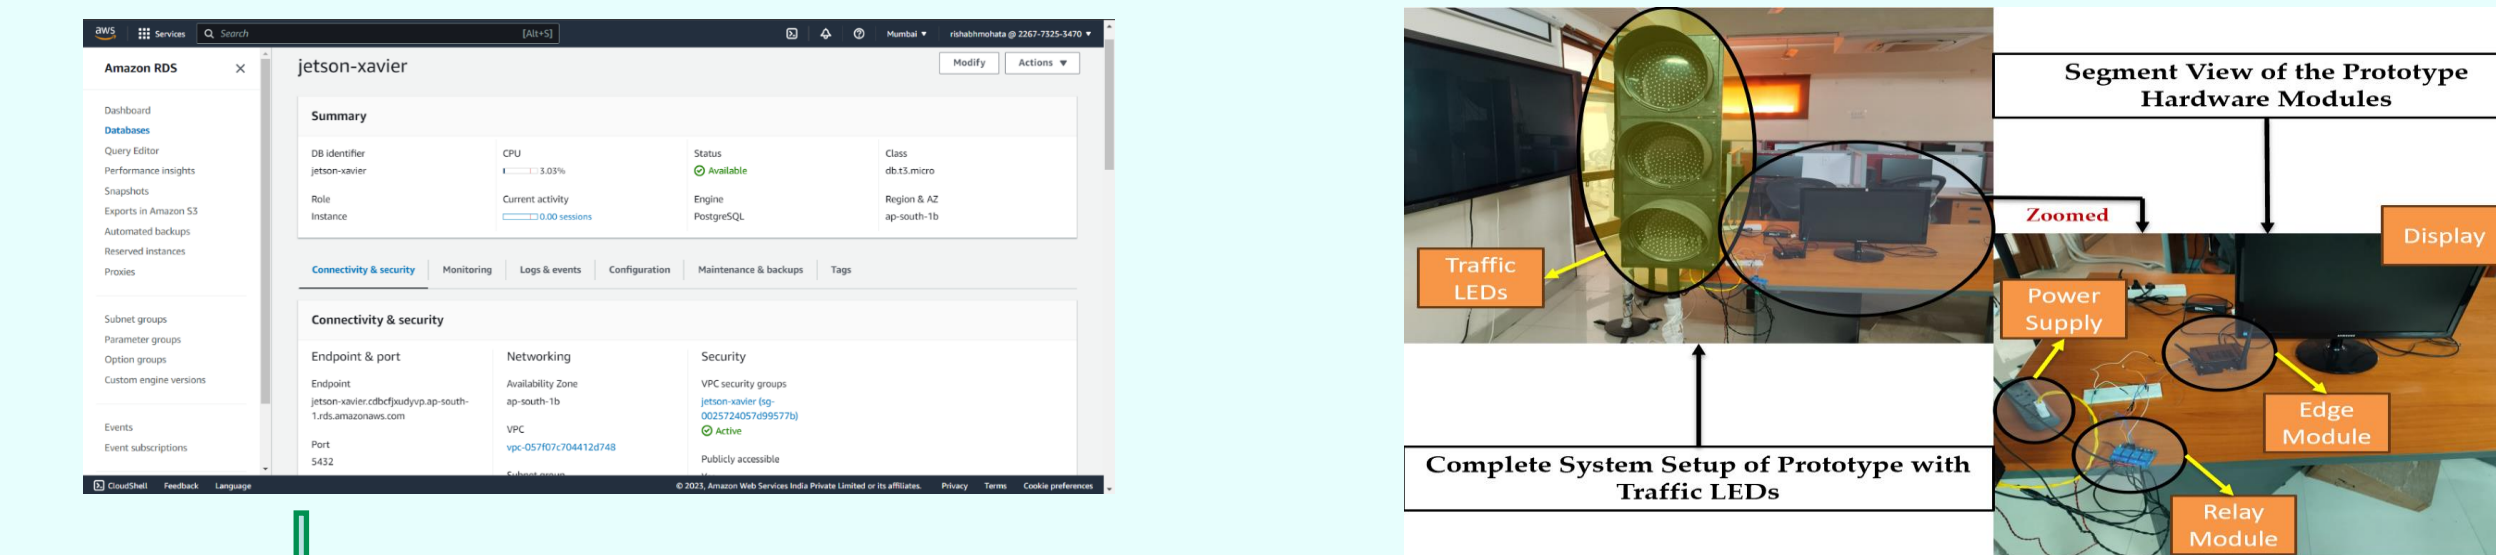 aws
Services
Search
[Alt+S]
Mumbai
rishabhmohata @ 2267-7325-3470
Amazon RDS
Dashboard
Databases
Query Editor
Performance insights
Snapshots
Exports in Amazon S3
Automated backups
Reserved instances
Proxies
Subnet groups
Parameter groups
Option groups
Custom engine versions
Events
Event subscriptions
jetson-xavier
Modify
Actions
Summary
DB identifier
jetson-xavier
CPU
3.03%
Status
Available
Class
db.t3.micro
Role
Instance
Current activity
0.00 sessions
Engine
PostgreSQL
Region & AZ
ap-south-1b
Connectivity & security
Monitoring
Logs & events
Configuration
Maintenance & backups
Tags
Connectivity & security
Endpoint & port
Endpoint
jetson-xavier.cdbcfjxudyvp.ap-south-
1.rds.amazonaws.com
Port
5432
Networking
Availability Zone
ap-south-1b
VPC
vpc-057f07c704412d748
Subnet group
Security
VPC security groups
jetson-xavier (sg-
0025724057d99577b)
Active
Publicly accessible
CloudShell
Feedback
Language
© 2023, Amazon Web Services India Private Limited or its affiliates.
Privacy
Terms
Cookie preferences
Traffic
LEDs
Complete System Setup of Prototype with
Traffic LEDs
Segment View of the Prototype
Hardware Modules
Zoomed
Display
Power
Supply
Edge
Module
Relay
Module